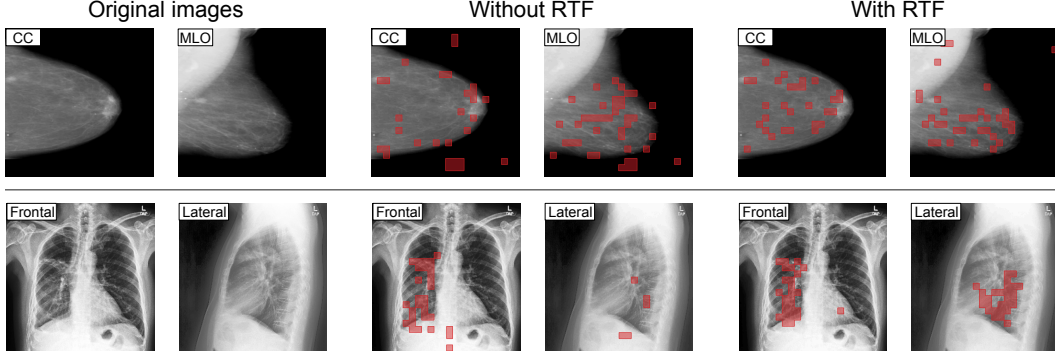 Original images
Without RTF
With RTF
CC
MLO
CC
MLO
CC
MLO
Frontal
Lateral
Frontal
Lateral
Frontal
Lateral
L
L
L